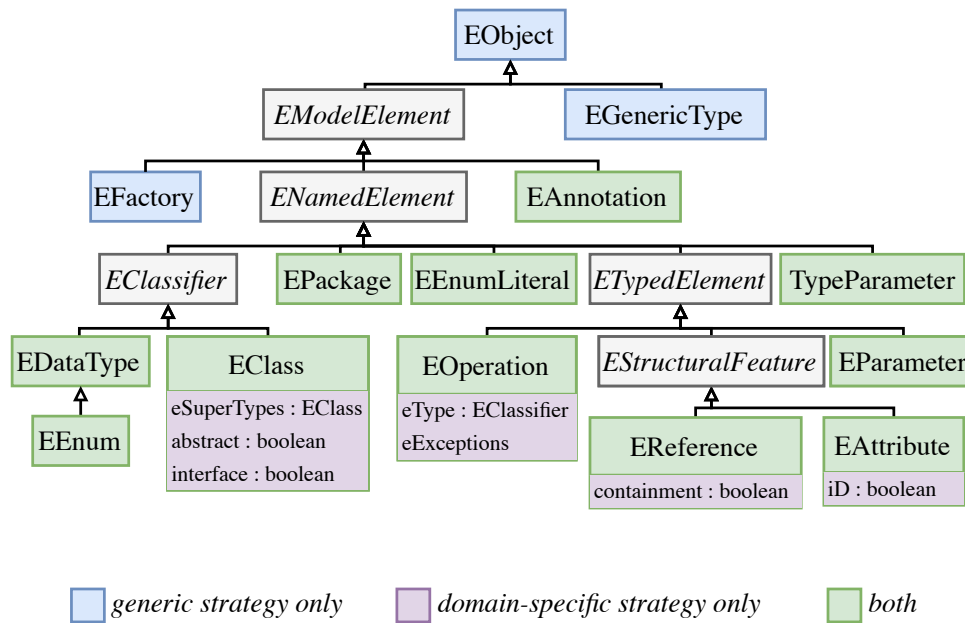 EObject
EModelElement
EGenericType
EFactory
ENamedElement
EAnnotation
EClassifier
EPackage
EEnumLiteral
ETypedElement
TypeParameter
EDataType
EClass
eSuperTypes : EClass
abstract : boolean
interface : boolean
EOperation
eType : EClassifier
eExceptions
EStructuralFeature
EParameter
EEnum
EReference
containment : boolean
EAttribute
iD : boolean
generic strategy only
domain-specific strategy only
both